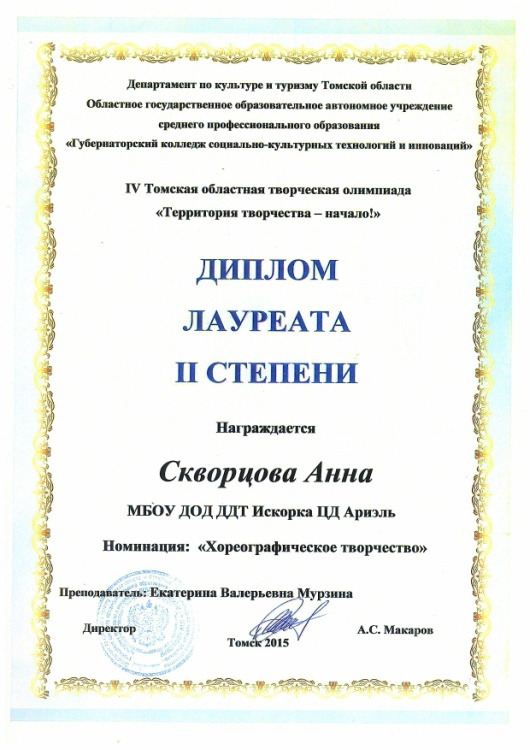 Департамент по культуре и туризму Томской области
Областное государственное образовательное автономное учреждение
среднего профессионального образования
«Губернаторский колледж социально-культурных технологий и инноваций»
IV Томская областная творческая олимпиада
«Территория творчества – начало!»
ДИПЛОМ
ЛАУРЕАТА
II СТЕПЕНИ
Награждается
Скворцова Анна
МБОУ ДОД ДДТ Искорка ЦД Ариэль
Номинация: «Хореографическое творчество»
Преподаватель: Екатерина Валерьевна Мурзина
Директор А.С. Макаров
Томск 2015